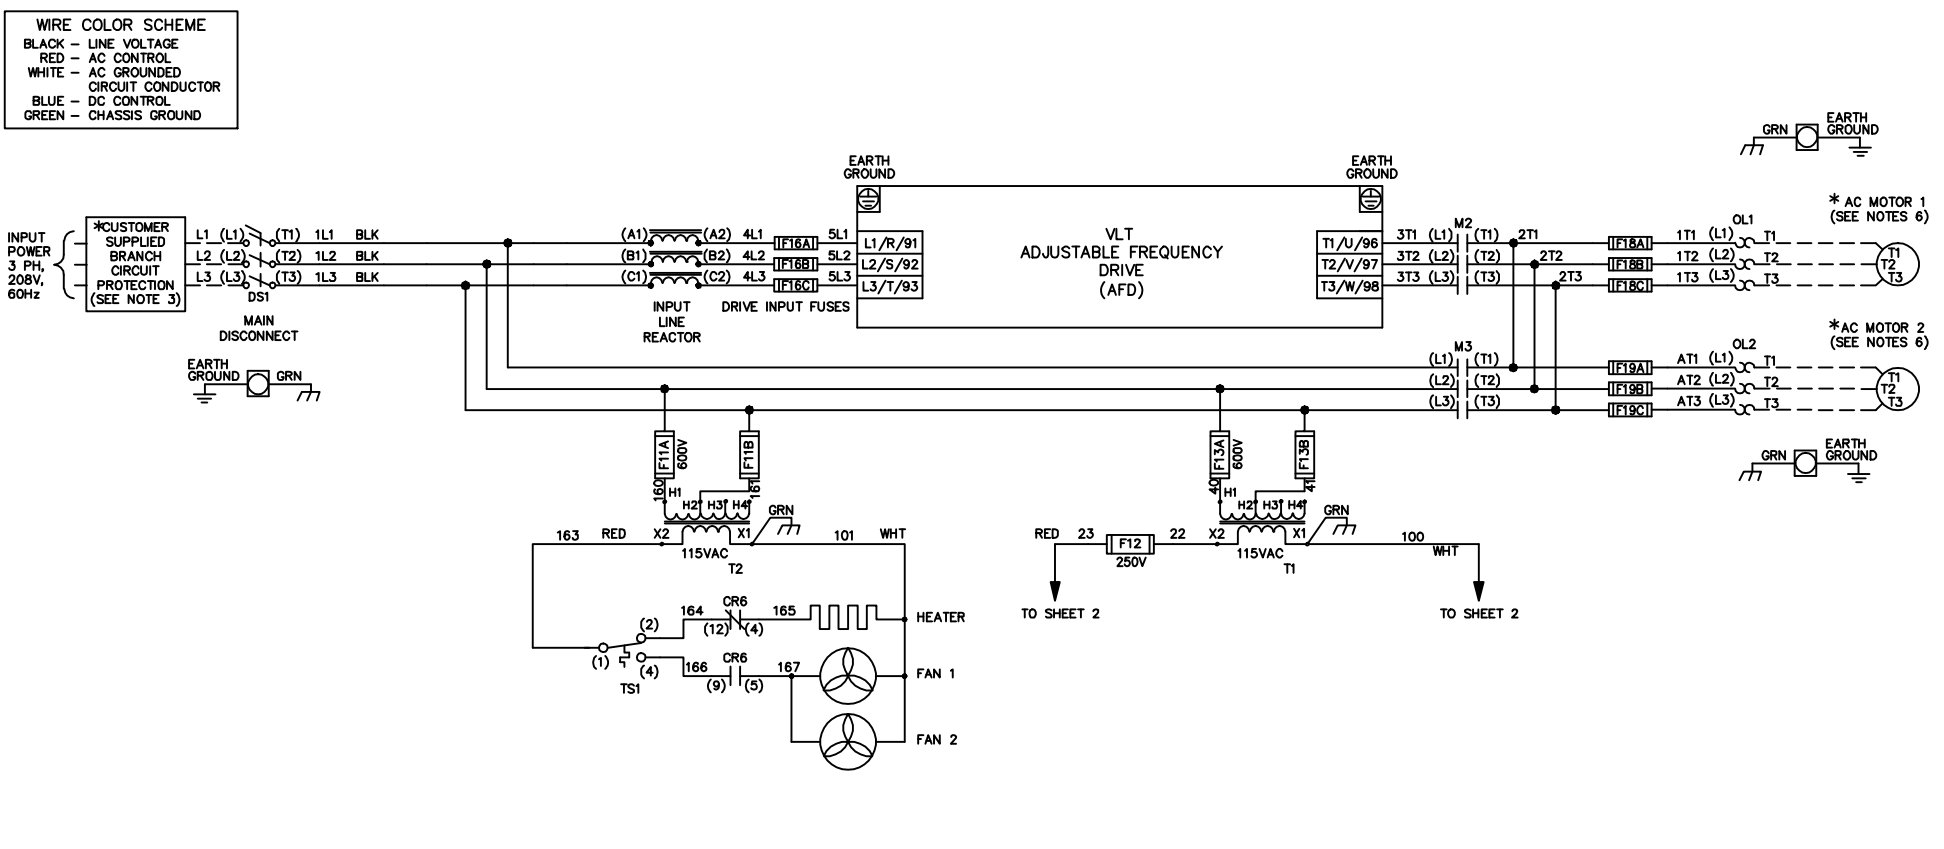 WIRE COLOR SCHEME
BLACK - LINE VOLTAGE
RED - AC CONTROL
WHITE - AC GROUNDED
CIRCUIT CONDUCTOR
BLUE - DC CONTROL
GREEN - CHASSIS GROUND
INPUT
POWER
3 PH,
208V,
60Hz
*CUSTOMER
SUPPLIED
BRANCH
CIRCUIT
PROTECTION
(SEE NOTE 3)
L1 (L1) (T1) 1L1 BLK
L2 (L2) (T2) 1L2 BLK
L3 (L3) (T3) 1L3 BLK
DS1
MAIN
DISCONNECT
EARTH
GROUND
GRN
(A1) (A2) 4L1 F16A 5L1
(B1) (B2) 4L2 F16B 5L2
(C1) (C2) 4L3 F16C 5L3
INPUT
LINE
REACTOR
DRIVE INPUT FUSES
EARTH
GROUND
L1/R/91
L2/S/92
L3/T/93
VLT
ADJUSTABLE FREQUENCY
DRIVE
(AFD)
EARTH
GROUND
T1/U/96
T2/V/97
T3/W/98
M2
3T1 (L1) (T1) 2T1 F18A 1T1 (L1) T1
3T2 (L2) (T2) 2T2 F18B 1T2 (L2) T2
3T3 (L3) (T3) 2T3 F18C 1T3 (L3) T3
OL1
GRN
EARTH
GROUND
* AC MOTOR 1
(SEE NOTES 6)
T1
T2
T3
M3
(L1) (T1) F19A AT1 (L1) T1
(L2) (T2) F19B AT2 (L2) T2
(L3) (T3) F19C AT3 (L3) T3
OL2
* AC MOTOR 2
(SEE NOTES 6)
T1
T2
T3
GRN
EARTH
GROUND
F11A
600V
F11B
160
161
H1
H2 H3 H4
GRN
163 RED X2 X1 101 WHT
115VAC
T2
164 CR6 165
(12) (4)
HEATER
(2)
(1)
(4)
TS1
166 CR6 167
(9) (5)
FAN 1
FAN 2
F13A
600V
F13B
40
41
H1
H2 H3 H4
GRN
RED 23 F12 22 X2 X1 100
WHT
250V
115VAC
T1
TO SHEET 2
TO SHEET 2